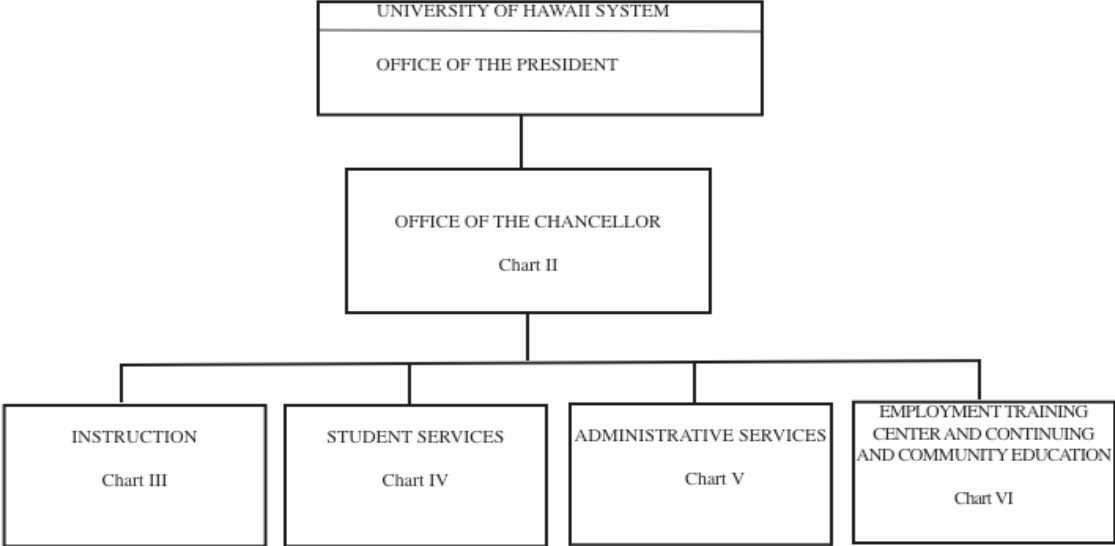 UNIVERSITY OF HAWAII SYSTEM
OFFICE OF THE PRESIDENT
OFFICE OF THE CHANCELLOR
Chart II
INSTRUCTION
Chart III
STUDENT SERVICES
Chart IV
ADMINISTRATIVE SERVICES
Chart V
EMPLOYMENT TRAINING
CENTER AND CONTINUING
AND COMMUNITY EDUCATION
Chart VI